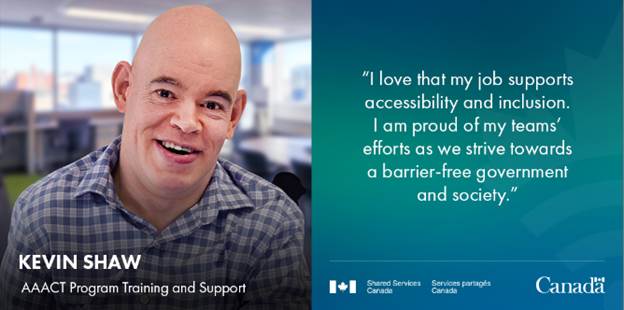 KEVIN SHAW
AAACT Program Training and Support
“I love that my job supports
accessibility and inclusion.
I am proud of my teams’
efforts as we strive towards
a barrier-free government
and society.”
Shared Services
Canada
Services partagés
Canada
Canada